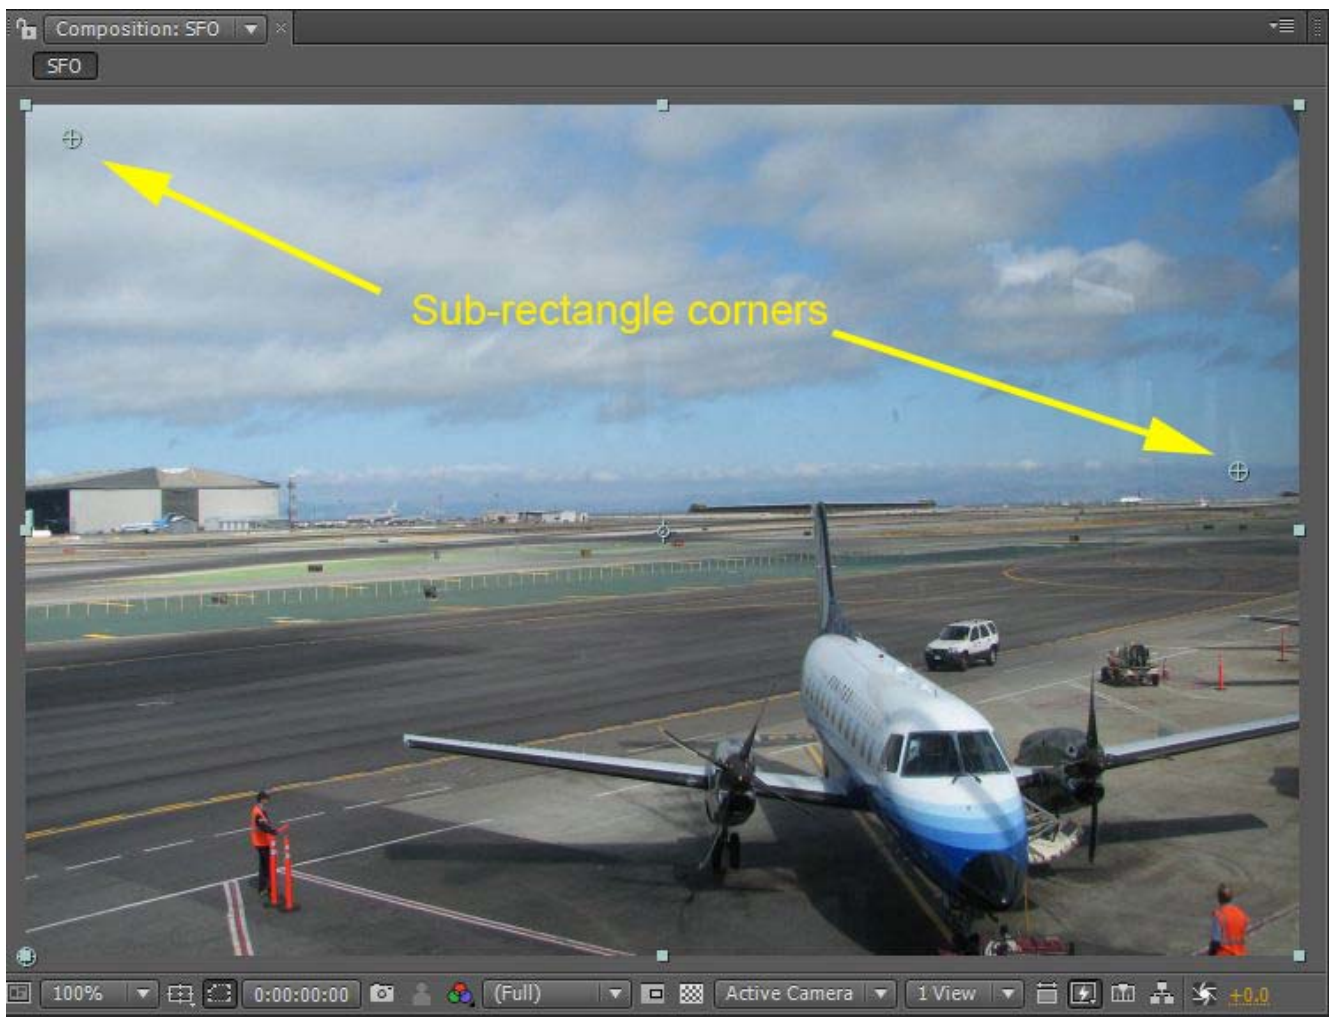 Composition: SFO
SFO
Sub-rectangle corners
100%
0:00:00:00
(Full)
Active Camera
1 View
+0.0